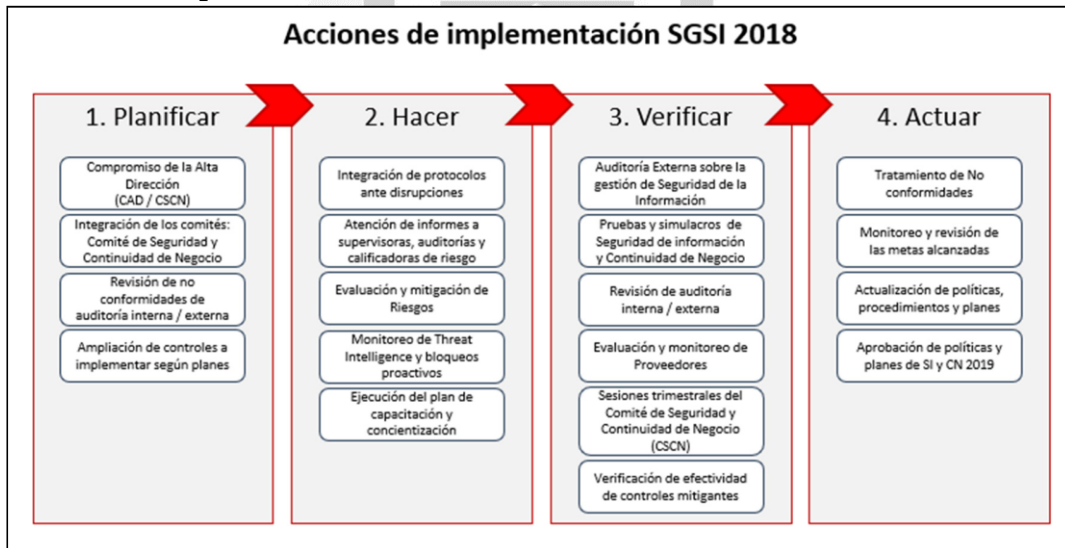 Acciones de implementación SGSI 2018
1. Planificar
Compromiso de la Alta
Dirección
(CAD / CSCN)
Integración de los comités:
Comité de Seguridad y
Continuidad de Negocio
Revisión de no
conformidades de
auditoría interna / externa
Ampliación de controles a
implementar según planes
2. Hacer
Integración de protocolos
ante disrupciones
Atención de informes a
supervisoras, auditorías y
calificadoras de riesgo
Evaluación y mitigación de
Riesgos
Monitoreo de Threat
Intelligence y bloqueos
proactivos
Ejecución del plan de
capacitación y
concientización
3. Verificar
Auditoría Externa sobre la
gestión de Seguridad de la
Información
Pruebas y simulacros de
Seguridad de información
y Continuidad de Negocio
Revisión de auditoría
interna / externa
Evaluación y monitoreo de
Proveedores
Sesiones trimestrales del
Comité de Seguridad y
Continuidad de Negocio
(CSCN)
Verificación de efectividad
de controles mitigantes
4. Actuar
Tratamiento de No
conformidades
Monitoreo y revisión de
las metas alcanzadas
Actualización de políticas,
procedimientos y planes
Aprobación de políticas y
planes de SI y CN 2019